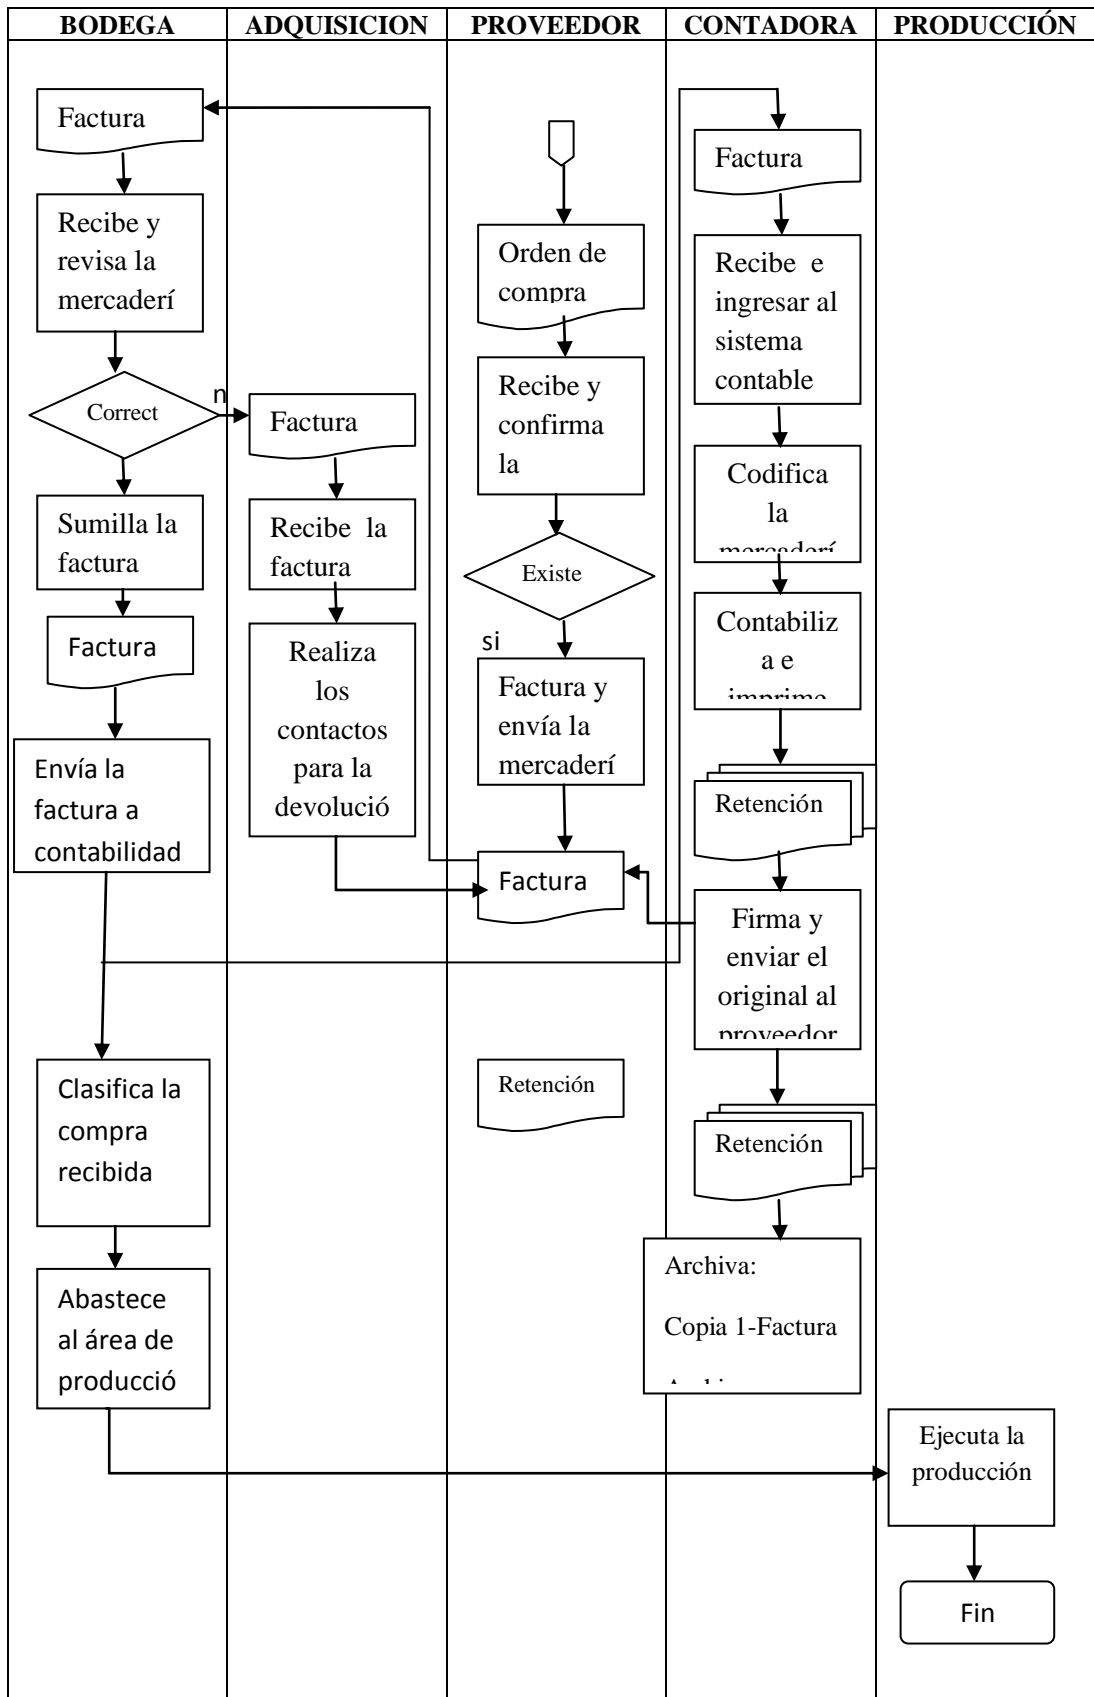 BODEGA
ADQUISICION
PROVEEDOR
CONTADORA
PRODUCCIÓN
Factura
Recibe y
revisa la
mercaderí
Correct
n
Sumilla la
factura
Factura
Envía la
factura a
contabilidad
Clasifica la
compra
recibida
Abastece
al área de
producció
Factura
Recibe la
factura
Realiza
los
contactos
para la
devolució
Orden de
compra
Recibe y
confirma
la
Existe
si
Factura y
envía la
mercaderí
Factura
Retención
Factura
Recibe e
ingresar al
sistema
contable
Codifica
la
mercaderí
Contabiliz
a e
imprime
Retención
Firma y
enviar el
original al
proveedor
Retención
Archiva:
Copia 1-Factura
Ejecuta la
producción
Fin